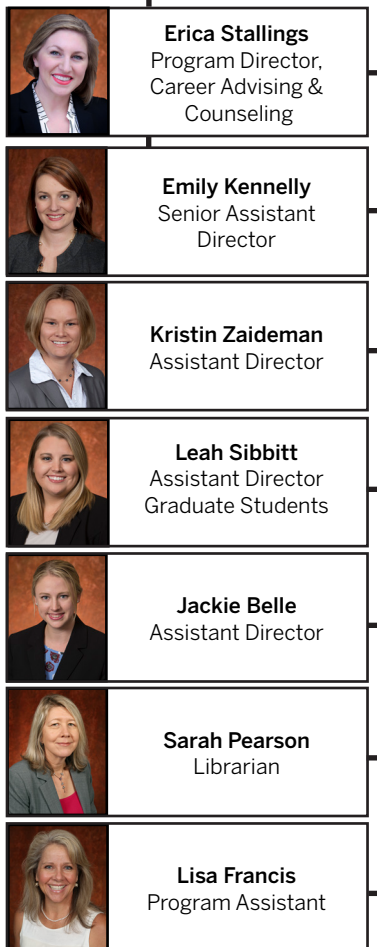 Erica Stallings
Program Director,
Career Advising &
Counseling
Emily Kennelly
Senior Assistant
Director
Kristin Zaideman
Assistant Director
Leah Sibbitt
Assistant Director
Graduate Students
Jackie Belle
Assistant Director
Sarah Pearson
Librarian
Lisa Francis
Program Assistant